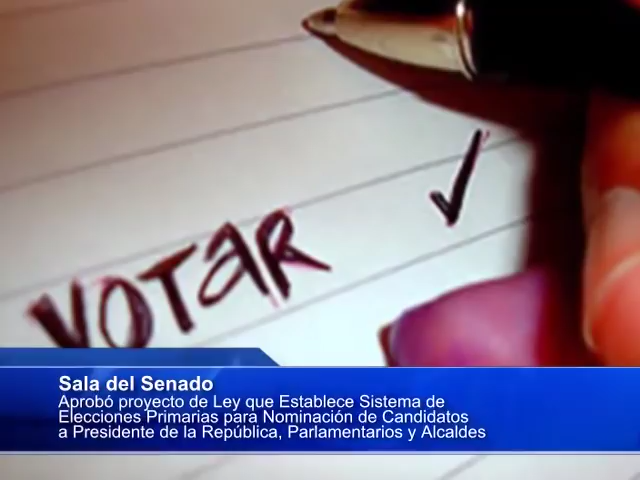 VOTAR ✓
Sala del Senado
Aprobó proyecto de Ley que Establece Sistema de
Elecciones Primarias para Nominación de Candidatos
a Presidente de la República, Parlamentarios y Alcaldes